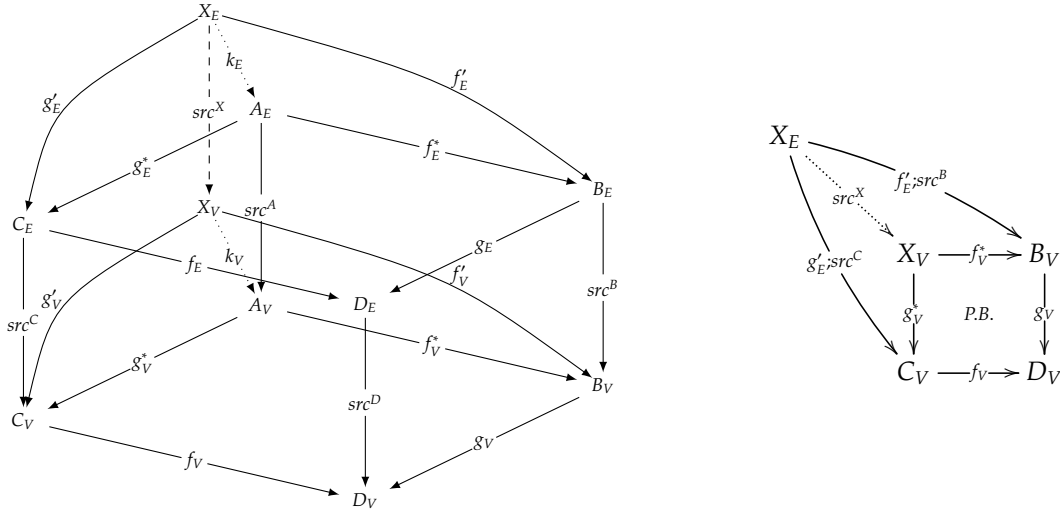 X_E
k_E
f'_E
g'_E
src^X
A_E
f^*_E
g^*_E
B_E
X_V
src^A
C_E
k_V
g_E
f_E
f'_V
g'_V
D_E
src^B
A_V
src^C
f^*_V
g^*_V
B_V
src^D
C_V
g_V
f_V
D_V
X_E
f'_E;src^B
src^X
g'_E;src^C
X_V f^*_V B_V
g^*_V P.B. g_V
C_V f_V D_V